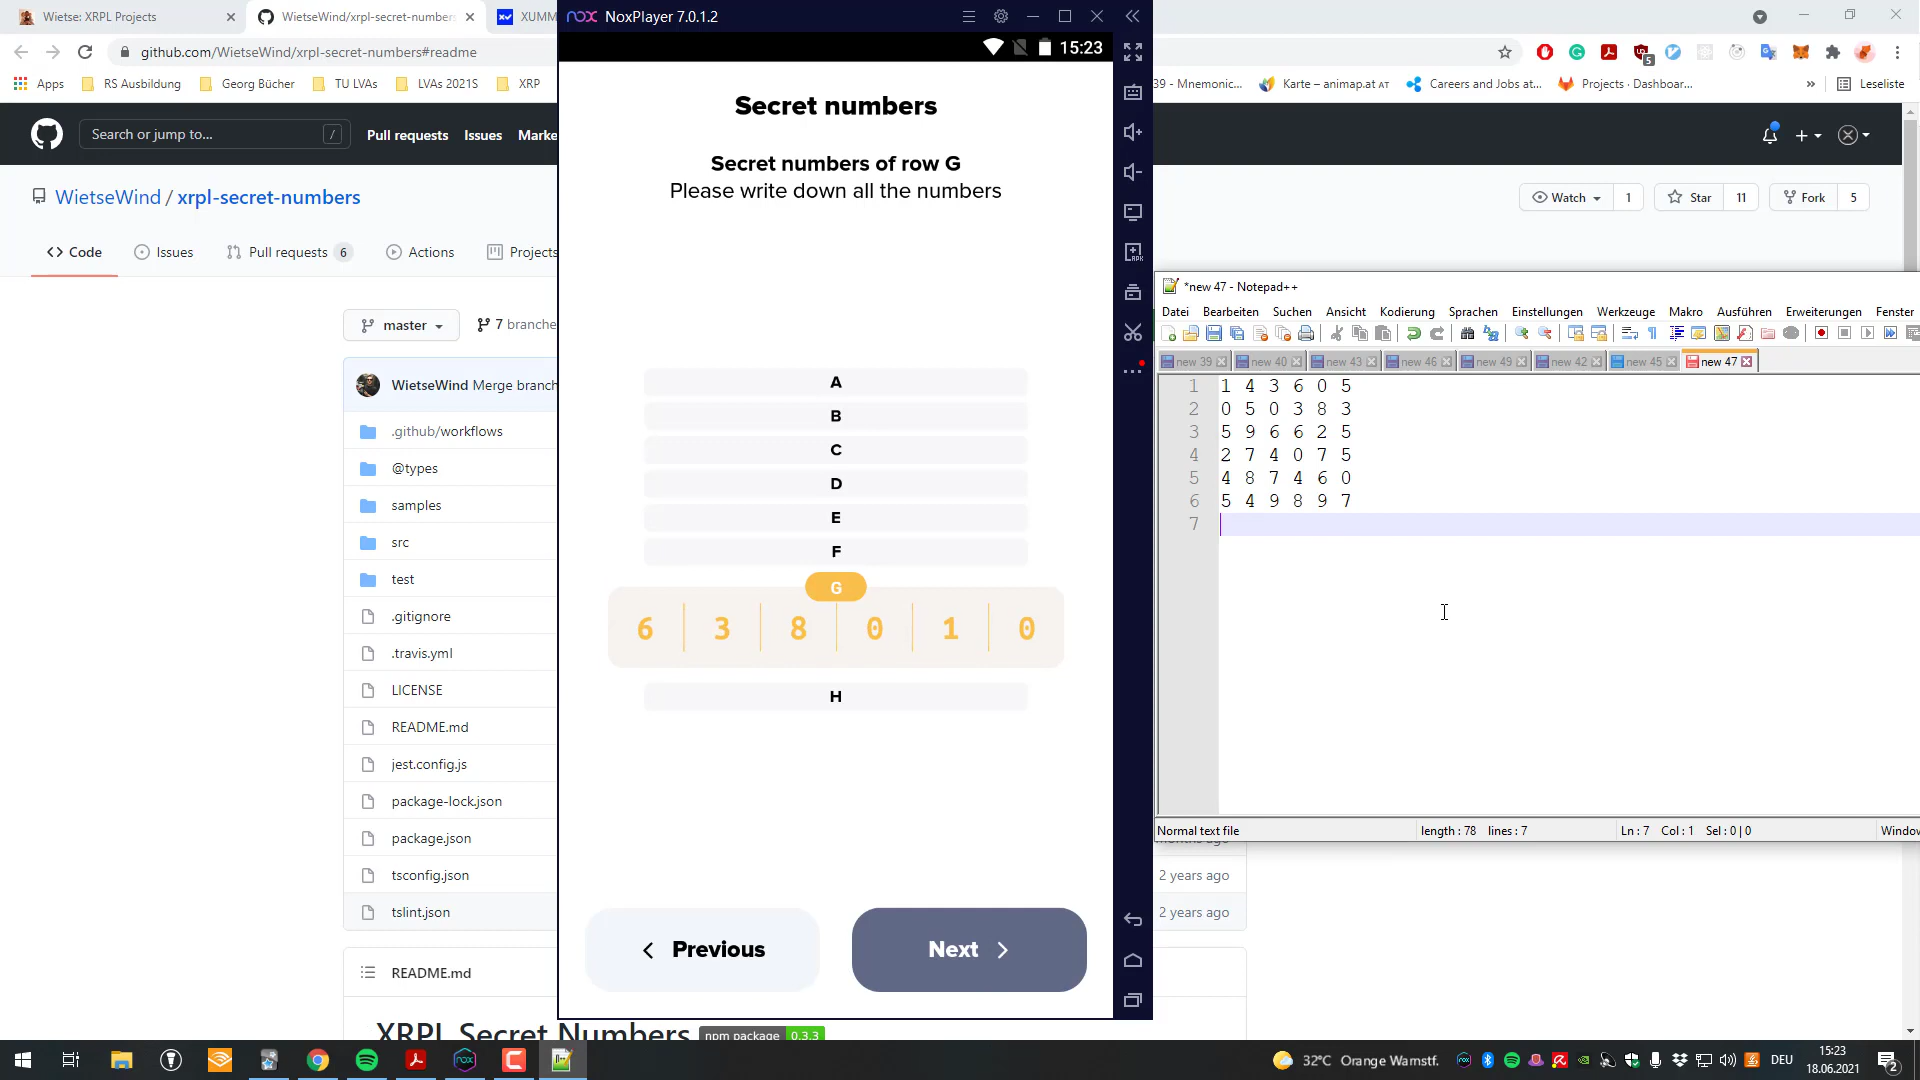 Wietse: XRPL Projects
WietseWind/xrpl-secret-numbers
XUMM
NoxPlayer 7.0.1.2
github.com/WietseWind/xrpl-secret-numbers#readme
15:23
5
Apps
RS Ausbildung
Georg Bücher
TU LVAs
LVAs 2021S
XRP
39 - Mnemonic...
Karte – animap.at AT
Careers and Jobs at...
Projects · Dashboar...
»
Leseliste
Search or jump to...
/
Pull requests
Issues
Marke
WietseWind / xrpl-secret-numbers
Watch
1
Star
11
Fork
5
Code
Issues
Pull requests 6
Actions
Projects
master
7 branche
WietseWind Merge branch
.github/workflows
@types
samples
src
test
.gitignore
.travis.yml
LICENSE
README.md
jest.config.js
package-lock.json
package.json
tsconfig.json
tslint.json
README.md
XRPL Secret Numbers
npm package 0.3.3
Secret numbers
Secret numbers of row G
Please write down all the numbers
A
B
C
D
E
F
G
6 3 8 0 1 0
H
Previous
Next
*new 47 - Notepad++
Datei Bearbeiten Suchen Ansicht Kodierung Sprachen Einstellungen Werkzeuge Makro Ausführen Erweiterungen Fenster
new 39 new 40 new 43 new 46 new 49 new 42 new 45 new 47
1 1 4 3 6 0 5
2 0 5 0 3 8 3
3 5 9 6 6 2 5
4 2 7 4 0 7 5
5 4 8 7 4 6 0
6 5 4 9 8 9 7
7
Normal text file
length : 78 lines : 7
Ln : 7 Col : 1 Sel : 0 | 0
Window
months ago
2 years ago
2 years ago
32°C Orange Warnstf.
DEU
15:23
18.06.2021
2